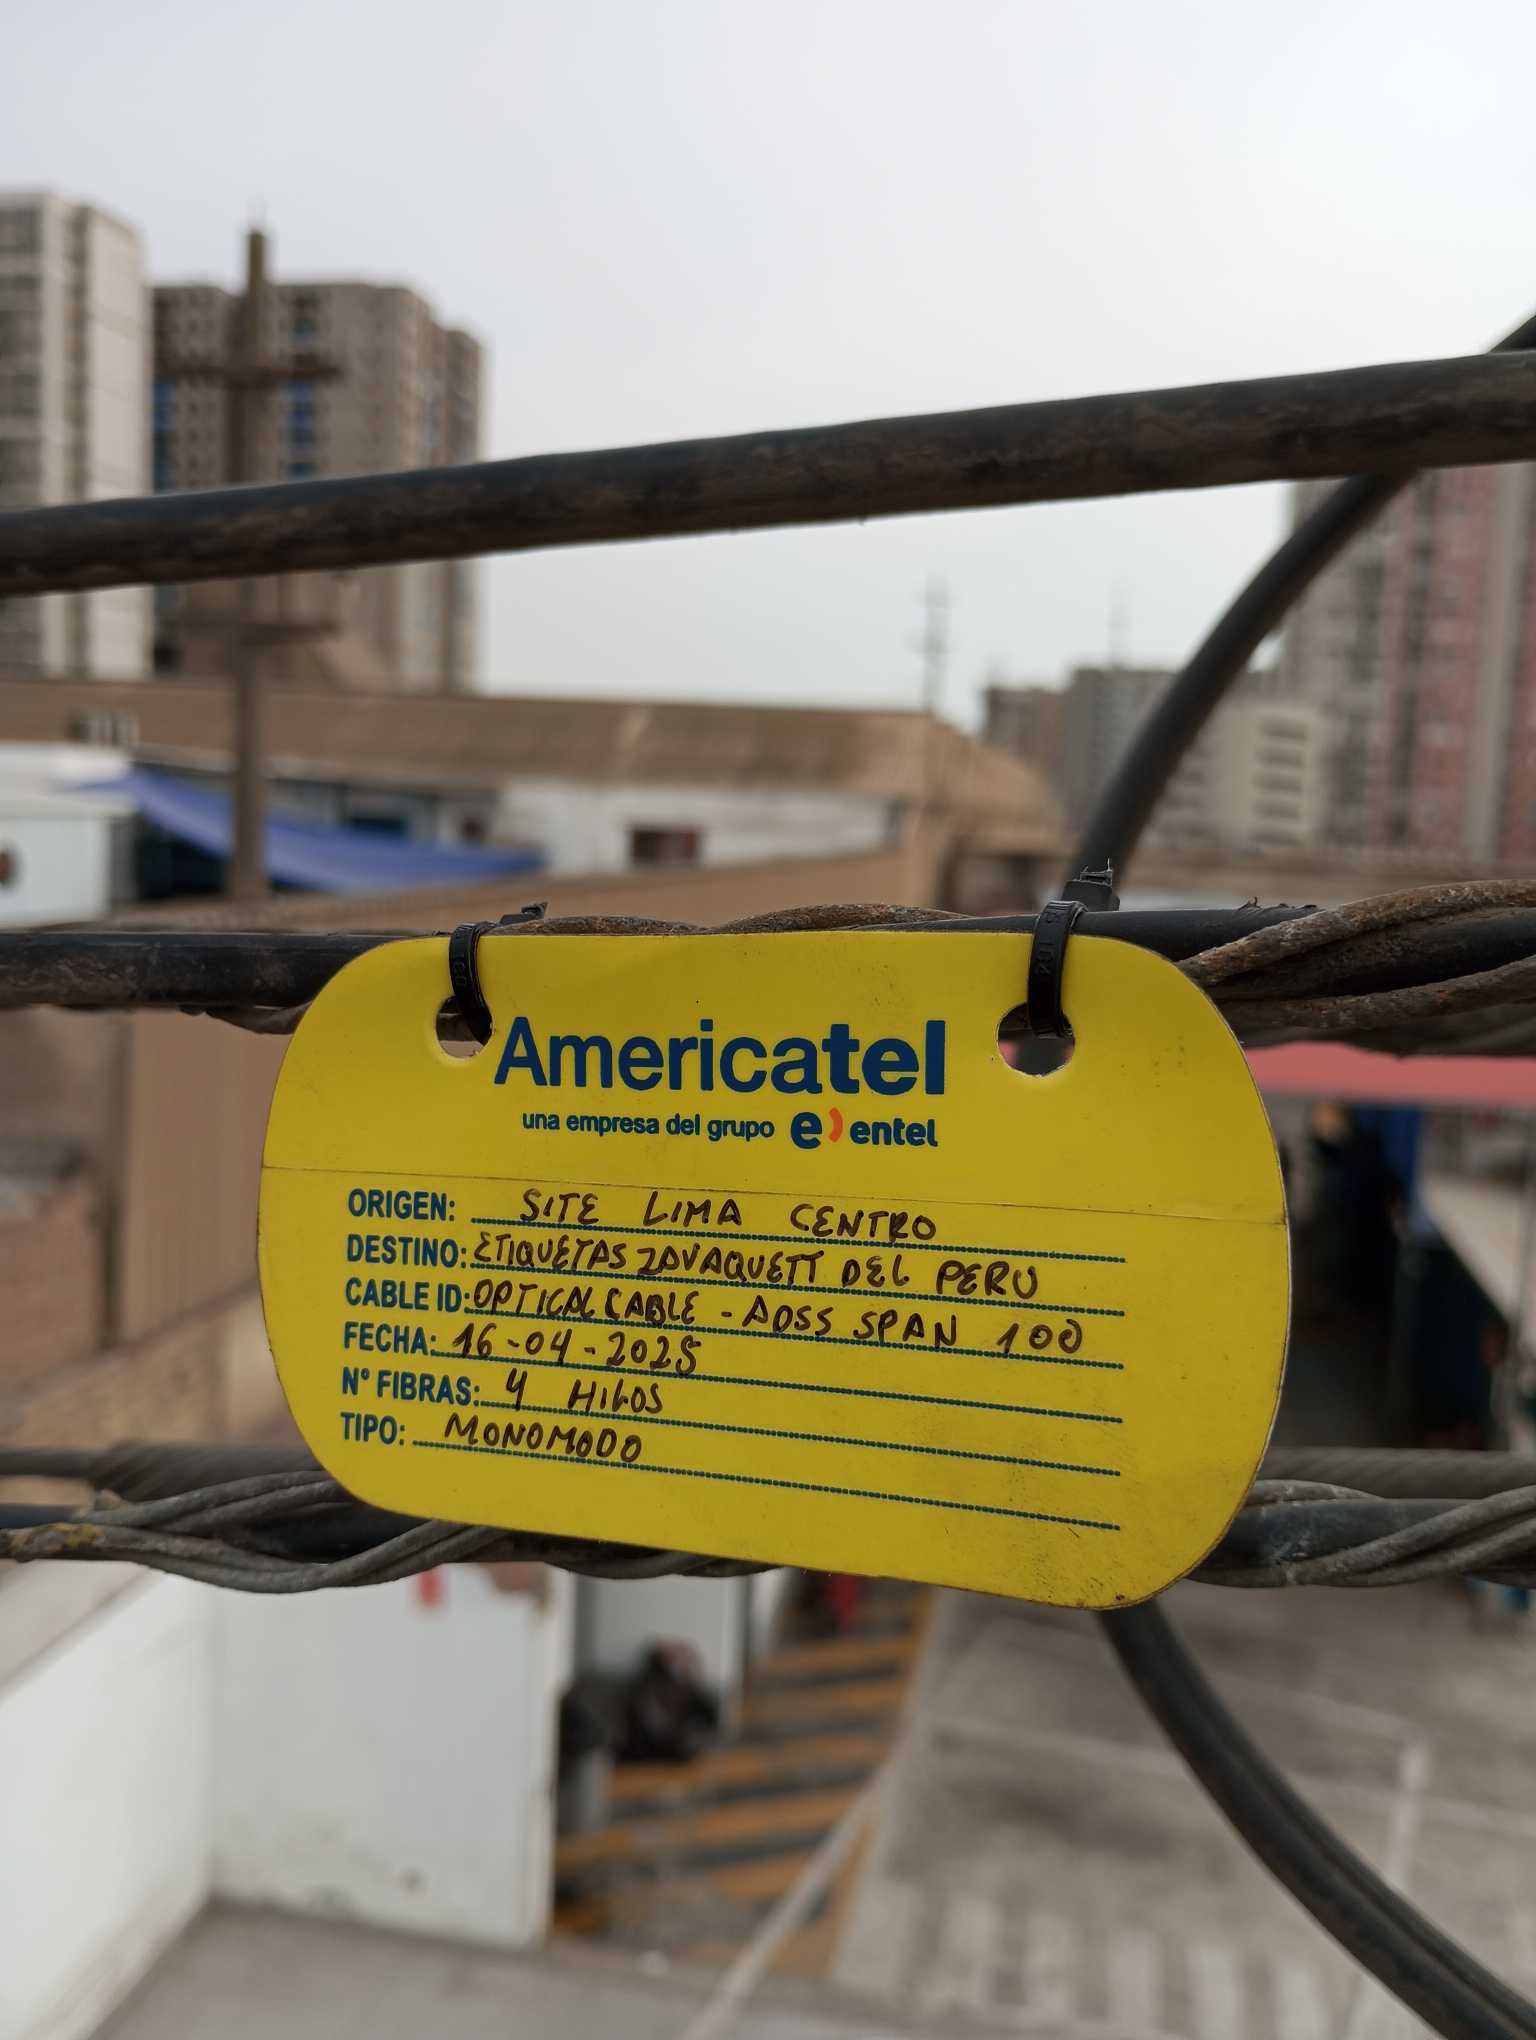 Americatel
una empresa del grupo e) entel
ORIGEN: SITE LIMA CENTRO
DESTINO: ETIQUETAS ZAVAQUETT DEL PERU
CABLE ID: OPTICAL CABLE - ADSS SPAN 100
FECHA: 16-04-2025
N° FIBRAS: 4 HILOS
TIPO: MONOMODO